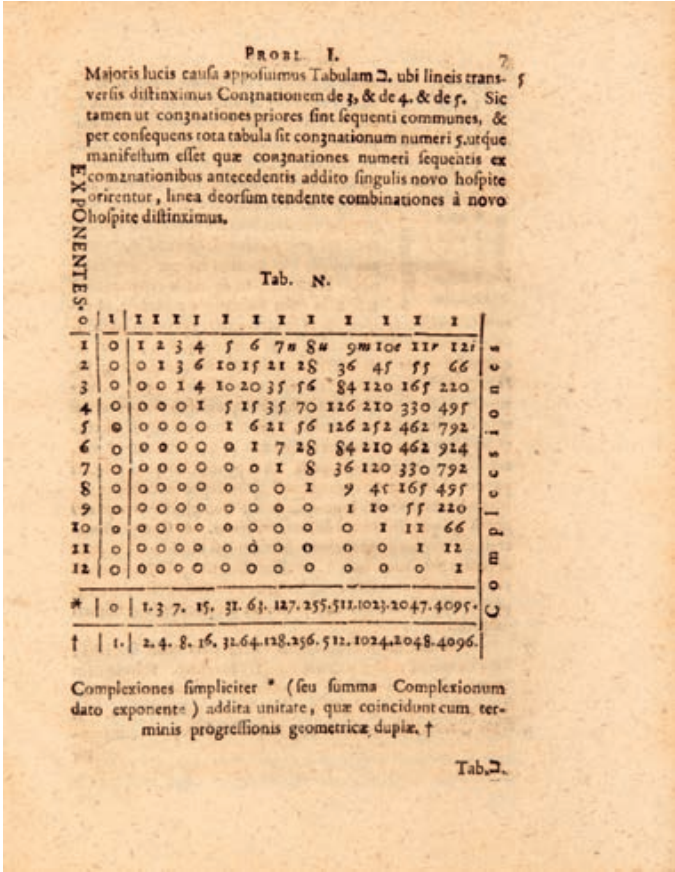 PROBL. I. 7
Majoris lucis cauſa appoſuimus Tabulam ב. ubi lineis trans- 5
verſis diſtinximus Con3nationem de 3, & de 4. & de 5. Sic
tamen ut con3nationes priores ſint ſequenti communes, &
per conſequens tota tabula ſit con3nationum numeri 5. utque
manifeſtum eſſet quæ con3nationes numeri ſequentis ex
com2nationibus antecedentis addito ſingulis novo hoſpite
orirentur, linea deorſum tendente combinationes à novo
hoſpite diſtinximus.
EXPONENTES.
Tab. א.
0 | 1 | 1 1 1 1 1 1 1 1 1 1 1 1
1 | 0 | 1 2 3 4 5 6 7n 8u 9m 10e 11r 12i
2 | 0 | 0 1 3 6 10 15 21 28 36 45 55 66
3 | 0 | 0 0 1 4 10 20 35 56 84 120 165 220
4 | 0 | 0 0 0 1 5 15 35 70 126 210 330 495
5 | 0 | 0 0 0 0 1 6 21 56 126 252 462 792
6 | 0 | 0 0 0 0 0 1 7 28 84 210 462 924
7 | 0 | 0 0 0 0 0 0 1 8 36 120 330 792
8 | 0 | 0 0 0 0 0 0 0 1 9 45 165 495
9 | 0 | 0 0 0 0 0 0 0 0 1 10 55 220
10 | 0 | 0 0 0 0 0 0 0 0 0 1 11 66
11 | 0 | 0 0 0 0 0 0 0 0 0 0 1 12
12 | 0 | 0 0 0 0 0 0 0 0 0 0 0 1
* | 0 | 1. 3 7. 15. 31. 63. 127. 255. 511. 1023. 2047. 4095.
† | 1. | 2. 4. 8. 16. 32. 64. 128. 256. 512. 1024. 2048. 4096.
Complexiones
Complexiones ſimpliciter * (ſeu ſumma Complexionum
dato exponente) addita unitate, quæ coincidunt cum ter-
minis progreſſionis geometricæ duplæ. †
Tab. ב.